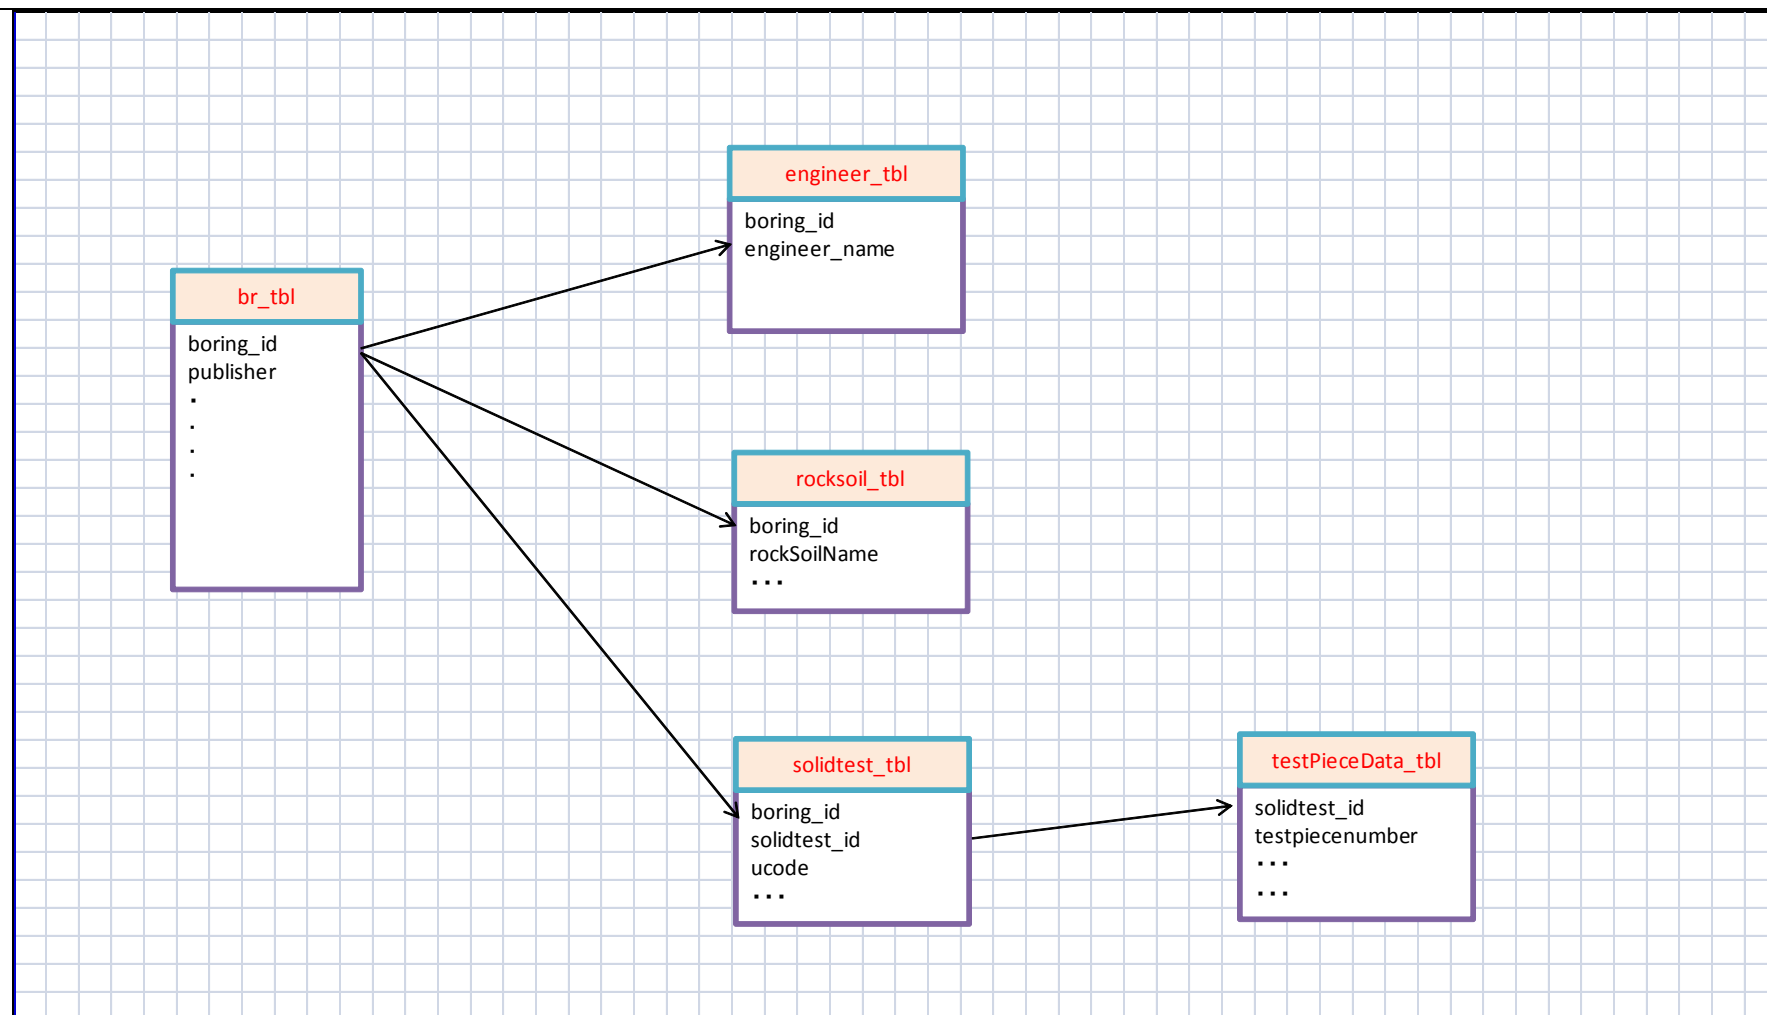 engineer_tbl
boring_id
engineer_name
br_tbl
boring_id
publisher
・
.
.
.
rocksoil_tbl
boring_id
rockSoilName
・・・
solidtest_tbl
boring_id
solidtest_id
ucode
・・・
testPieceData_tbl
solidtest_id
testpiecenumber
・・・
・・・